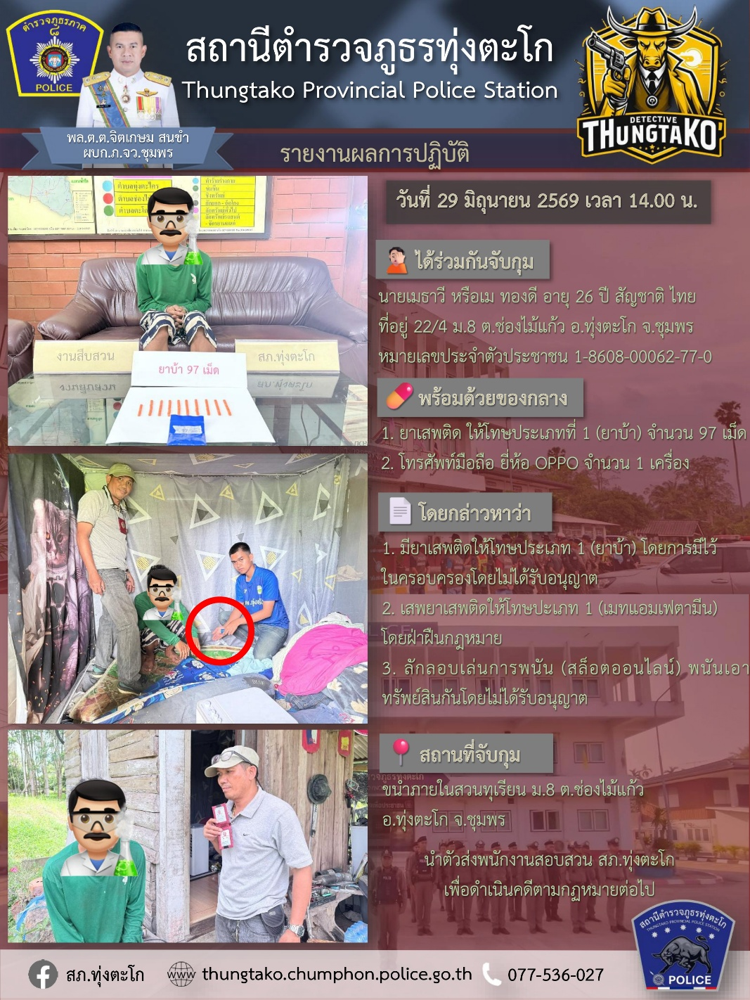 ตำรวจภูธรภาค
๘
POLICE
สถานีตำรวจภูธรทุ่งตะโก
Thungtako Provincial Police Station
DETECTIVE
THUNGTAKO
พล.ต.ต.จิตเกษม สนขำ
ผบก.ภ.จว.ชุมพร
รายงานผลการปฏิบัติ
วันที่ 29 มิถุนายน 2569 เวลา 14.00 น.
ตำบลทุ่งตะไคร
ได้ร่วมกันจับกุม
นายเมธาวี หรือเม ทองดี อายุ 26 ปี สัญชาติ ไทย
ที่อยู่ 22/4 ม.8 ต.ช่องไม้แก้ว อ.ทุ่งตะโก จ.ชุมพร
หมายเลขประจำตัวประชาชน 1-8608-00062-77-0
งานสืบสวน
ยาบ้า 97 เม็ด
สภ.ทุ่งตะโก
พร้อมด้วยของกลาง
1. ยาเสพติด ให้โทษประเภทที่ 1 (ยาบ้า) จำนวน 97 เม็ด
2. โทรศัพท์มือถือ ยี่ห้อ OPPO จำนวน 1 เครื่อง
โดยกล่าวหาว่า
1. มียาเสพติดให้โทษประเภท 1 (ยาบ้า) โดยการมีไว้
ในครอบครองโดยไม่ได้รับอนุญาต
2. เสพยาเสพติดให้โทษปะเภท 1 (เมทแอมเฟตามีน)
โดยฝ่าฝืนกฎหมาย
3. ลักลอบเล่นการพนัน (สล็อตออนไลน์) พนันเอา
ทรัพย์สินกันโดยไม่ได้รับอนุญาต
BLUE
สถานที่จับกุม
ขนำภายในสวนทุเรียน ม.8 ต.ช่องไม้แก้ว
อ.ทุ่งตะโก จ.ชุมพร
นำตัวส่งพนักงานสอบสวน สภ.ทุ่งตะโก
เพื่อดำเนินคดีตามกฎหมายต่อไป
สถานีตำรวจภูธรทุ่งตะโก
THUNGTAKO PROVINCIAL POLICE STATION
POLICE
สภ.ทุ่งตะโก
www
thungtako.chumphon.police.go.th
077-536-027